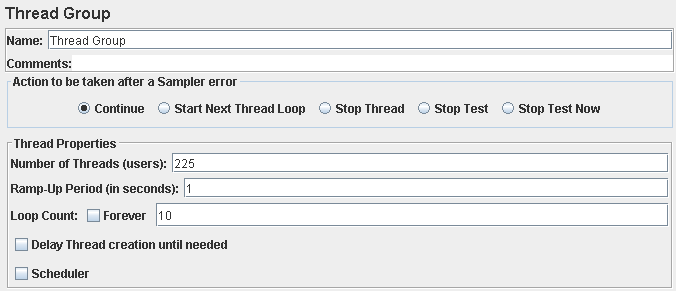 Thread Group
Name: Thread Group
Comments:
Action to be taken after a Sampler error
Continue Start Next Thread Loop Stop Thread Stop Test Stop Test Now
Thread Properties
Number of Threads (users): 225
Ramp-Up Period (in seconds): 1
Loop Count: Forever 10
Delay Thread creation until needed
Scheduler